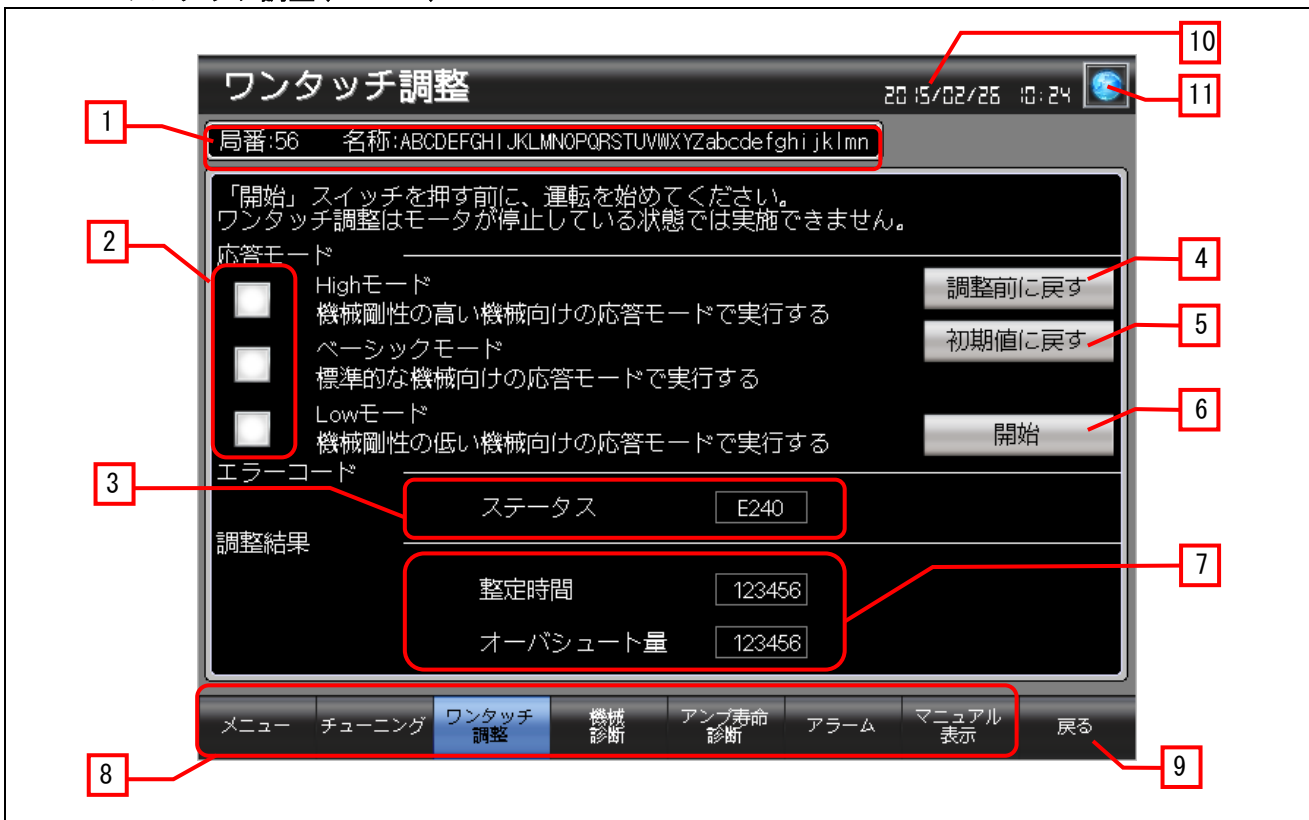 10
ワンタッチ調整
2015/02/26 10:24
11
1
局番:56 名称:ABCDEFGHIJKLMNOPQRSTUVWXYZabcdefghijklmn
「開始」スイッチを押す前に、運転を始めてください。
ワンタッチ調整はモータが停止している状態では実施できません。
2
応答モード
4
Highモード
調整前に戻す
機械剛性の高い機械向けの応答モードで実行する
5
ベーシックモード
初期値に戻す
標準的な機械向けの応答モードで実行する
6
Lowモード
開始
機械剛性の低い機械向けの応答モードで実行する
エラーコード
3
ステータス E240
調整結果
7
整定時間 123456
オーバシュート量 123456
メニュー チューニング ワンタッチ調整 機械診断 アンプ寿命診断 アラーム マニュアル表示 戻る
8
9